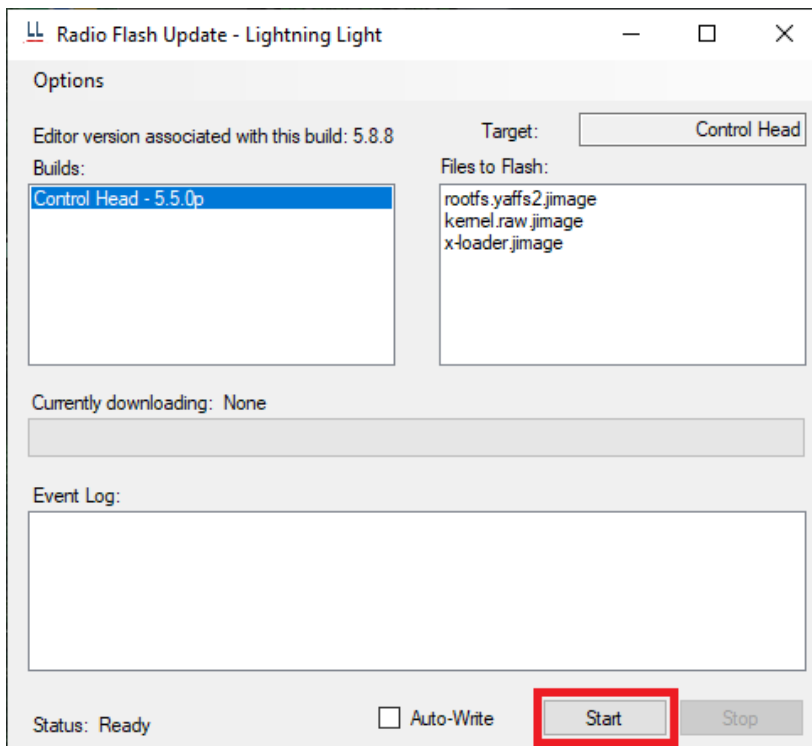 LL Radio Flash Update - Lightning Light
Options
Editor version associated with this build: 5.8.8
Target: Control Head
Builds:
Files to Flash:
Control Head - 5.5.0p
rootfs.yaffs2.jimage
kernel.raw.jimage
x-loader.jimage
Currently downloading: None
Event Log:
Status: Ready
Auto-Write
Start
Stop